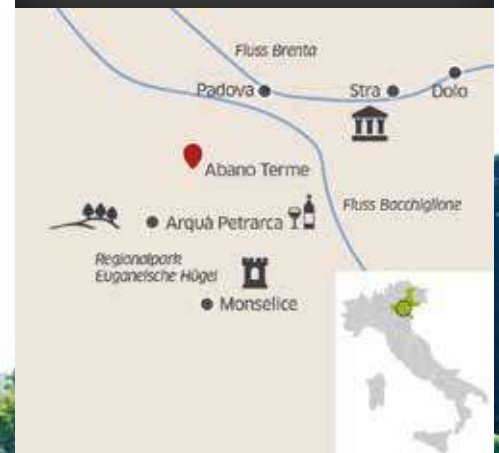 Fluss Brenta
Padova
Stra
Dolo
Abano Terme
Fluss Bacchiglione
Arquà Petrarca
Regionalpark
Euganeische Hügel
Monselice